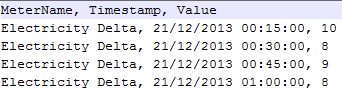 MeterName, Timestamp, Value
Electricity Delta, 21/12/2013 00:15:00, 10
Electricity Delta, 21/12/2013 00:30:00, 8
Electricity Delta, 21/12/2013 00:45:00, 9
Electricity Delta, 21/12/2013 01:00:00, 8